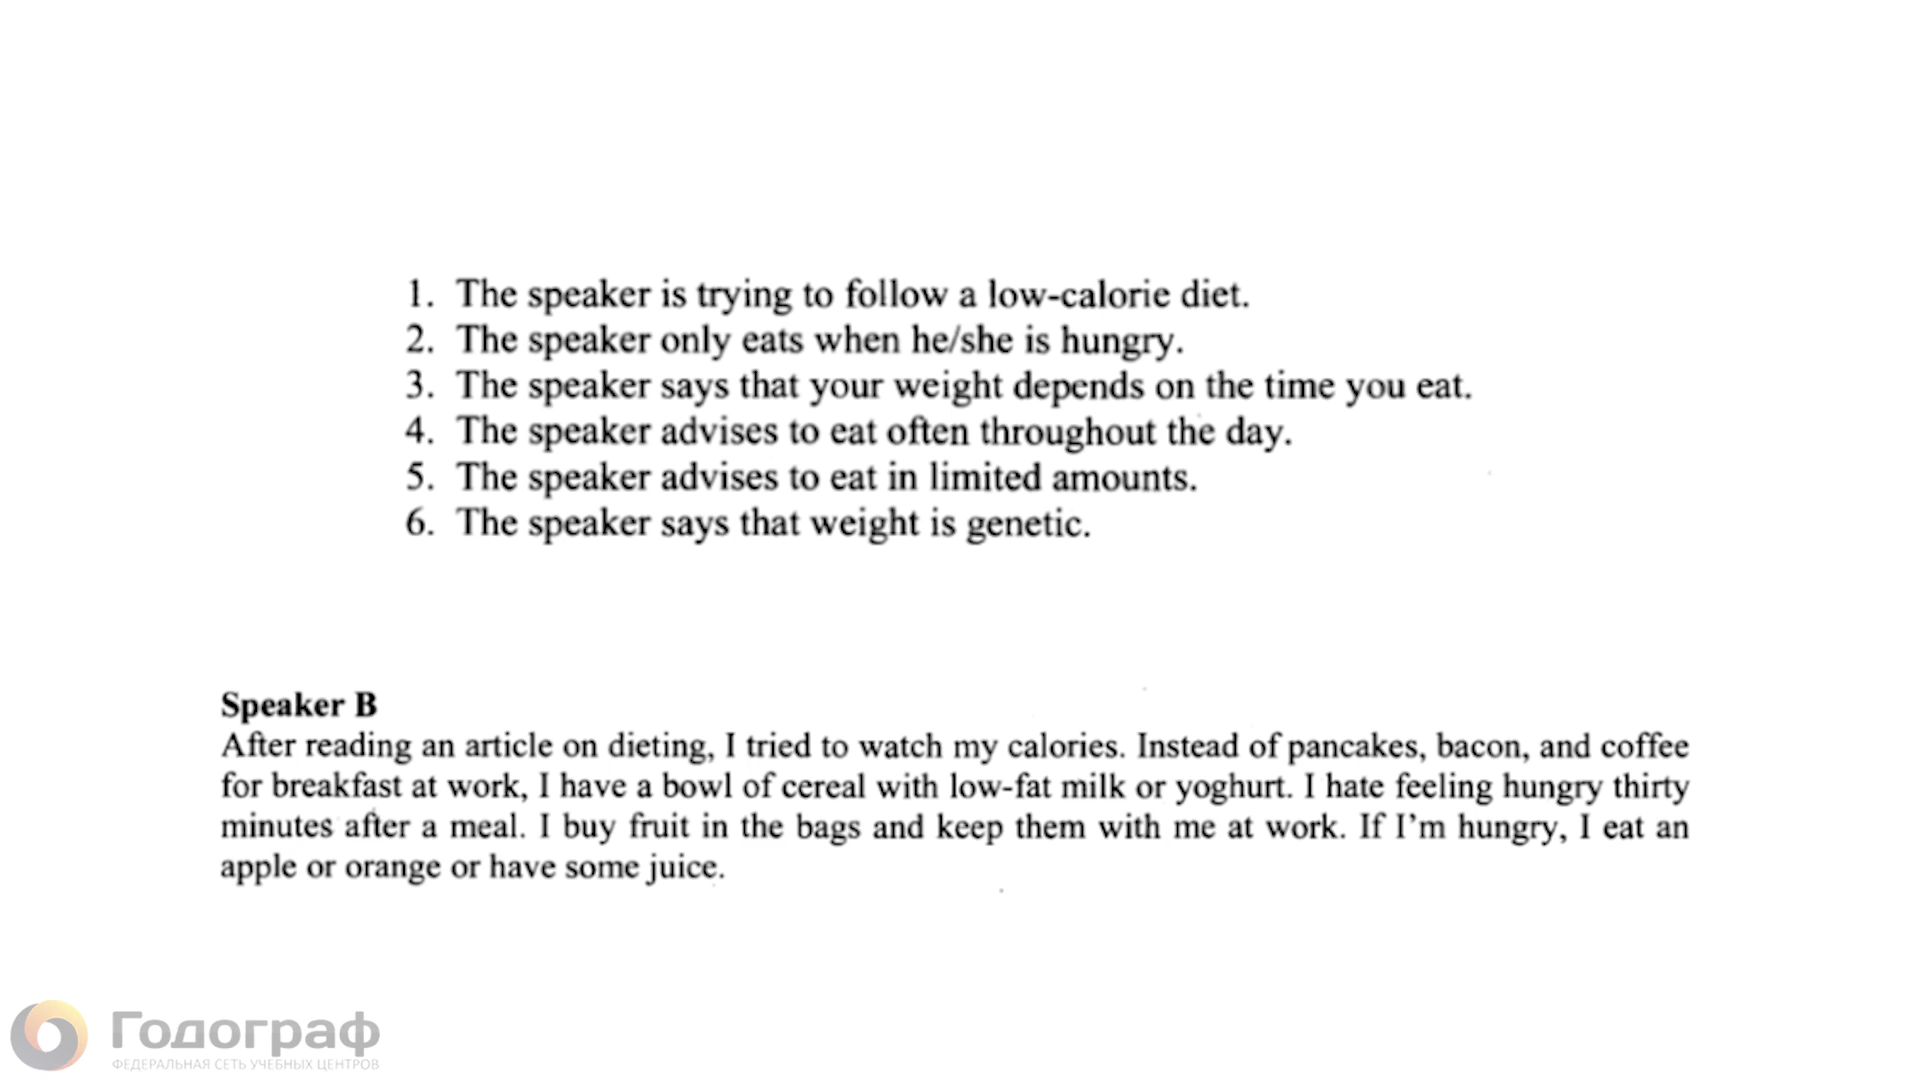 1. The speaker is trying to follow a low-calorie diet.
2. The speaker only eats when he/she is hungry.
3. The speaker says that your weight depends on the time you eat.
4. The speaker advises to eat often throughout the day.
5. The speaker advises to eat in limited amounts.
6. The speaker says that weight is genetic.
Speaker B
After reading an article on dieting, I tried to watch my calories. Instead of pancakes, bacon, and coffee
for breakfast at work, I have a bowl of cereal with low-fat milk or yoghurt. I hate feeling hungry thirty
minutes after a meal. I buy fruit in the bags and keep them with me at work. If I'm hungry, I eat an
apple or orange or have some juice.
Годограф
ФЕДЕРАЛЬНАЯ СЕТЬ УЧЕБНЫХ ЦЕНТРОВ